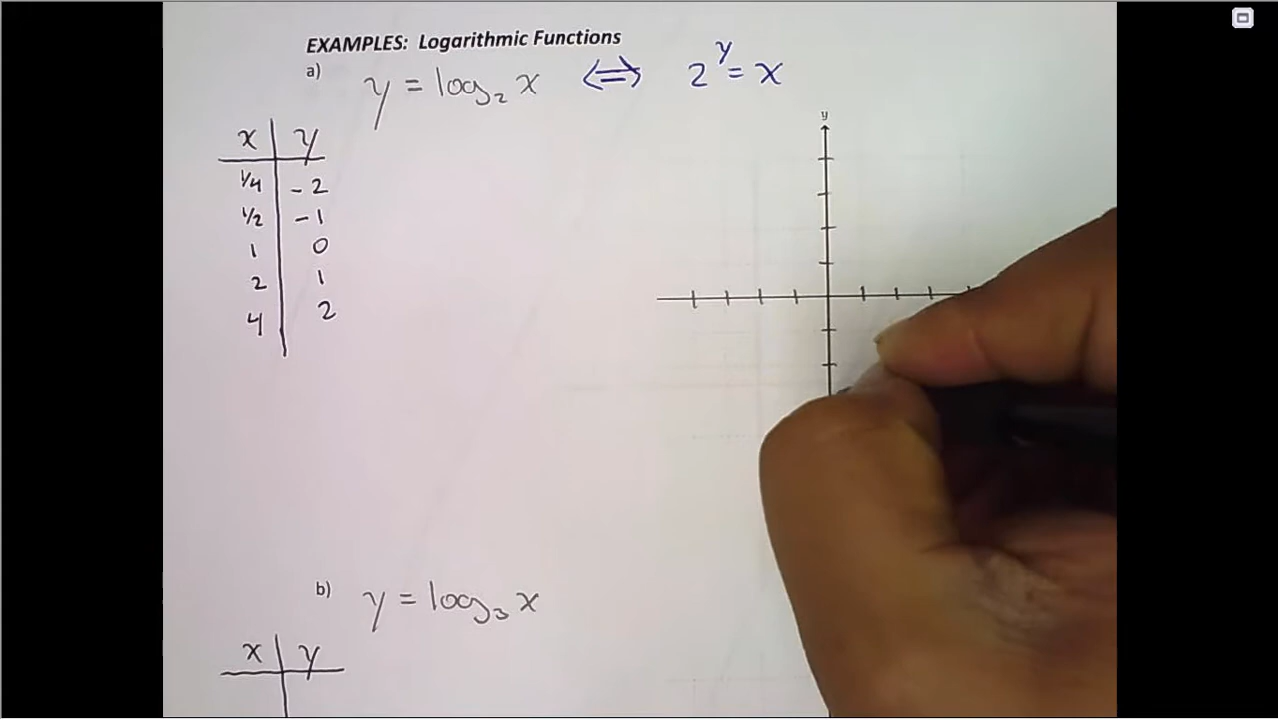 EXAMPLES: Logarithmic Functions
a) y = log₂ x ⇔ 2^y = x
x y
1/4 -2
1/2 -1
1 0
2 1
4 2
y
b) y = log₃ x
x y